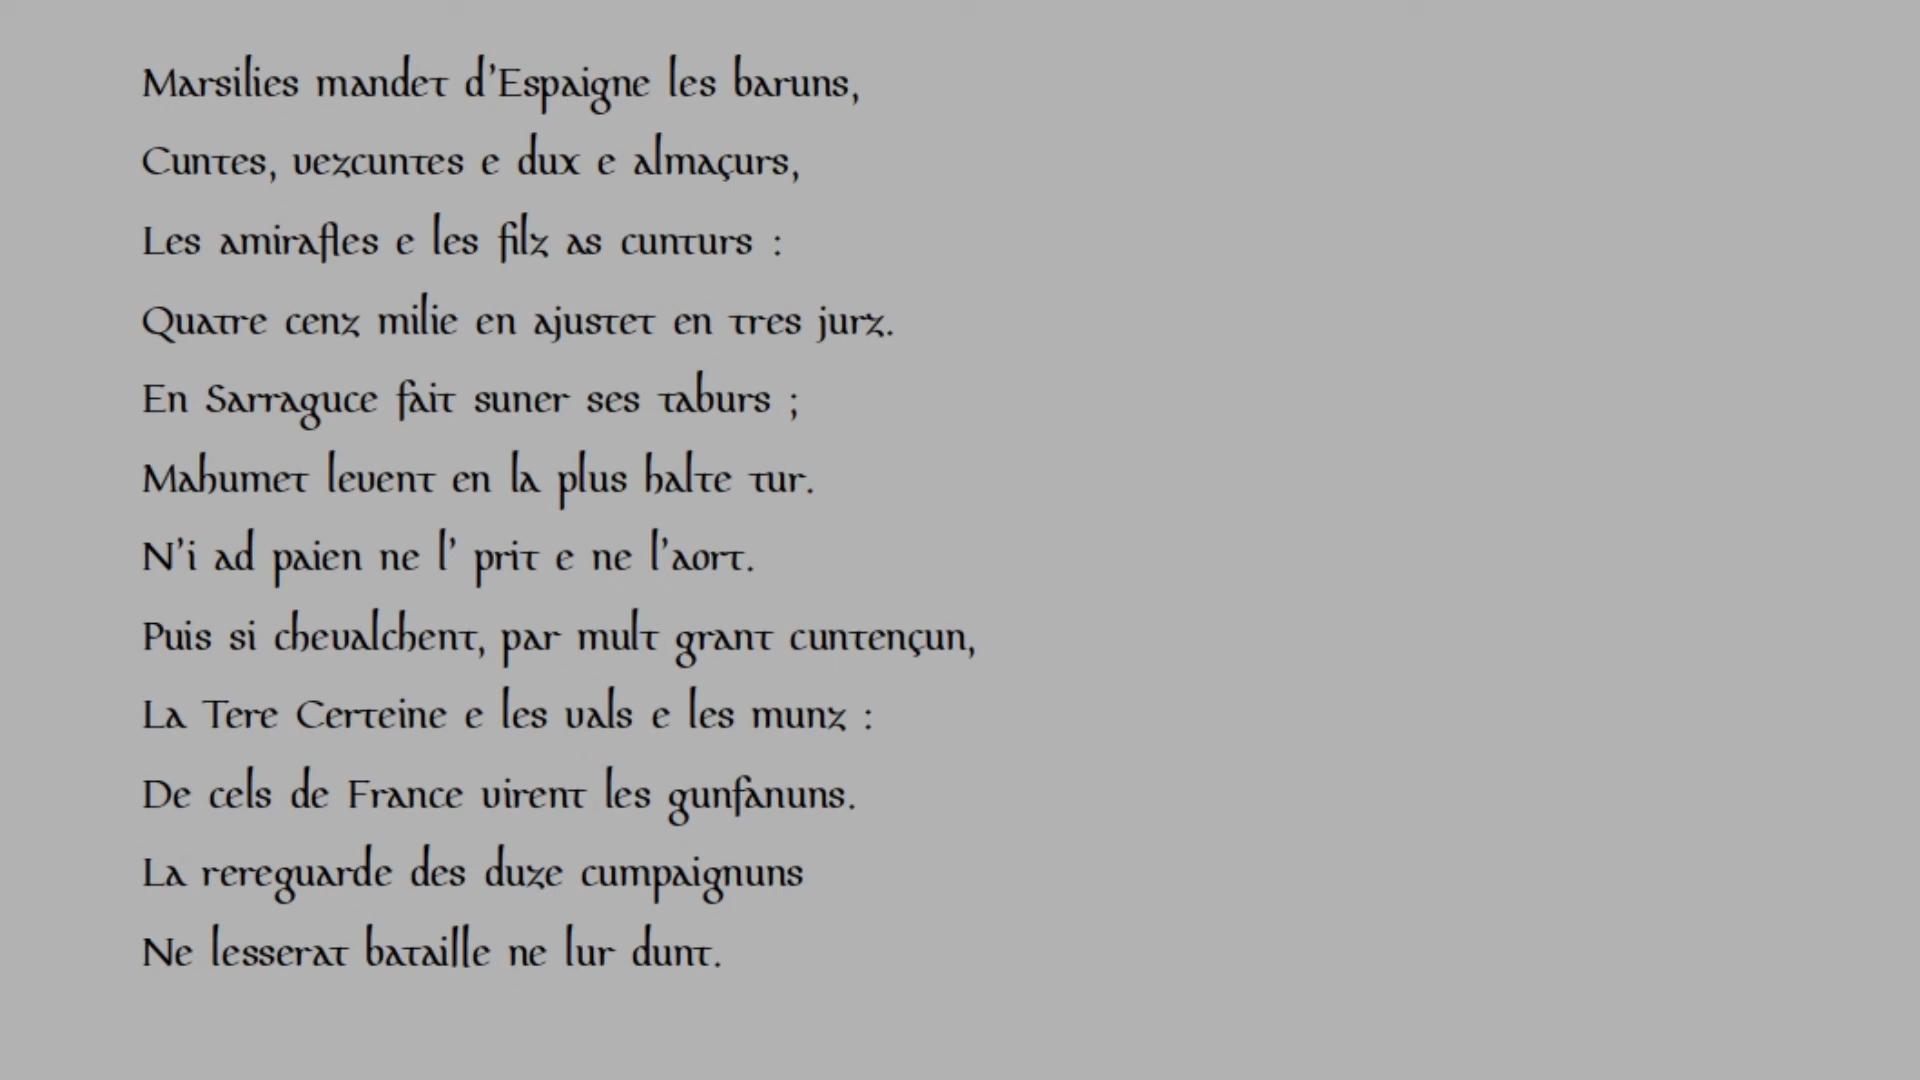 Marsilies mandet d’Espaigne les baruns,
Cuntes, vezcuntes e dux e almaçurs,
Les amirafles e les filz as cunturs :
Quatre cenz milie en ajustet en tres jurz.
En Sarraguce fait suner ses taburs ;
Mahumet levent en la plus halte tur.
N’i ad paien ne l’ prit e ne l’aort.
Puis si chevalchent, par mult grant cuntençun,
La Tere Certeine e les vals e les munz :
De cels de France virent les gunfanuns.
La rereguarde des duze cumpaignuns
Ne lesserat bataille ne lur dunt.